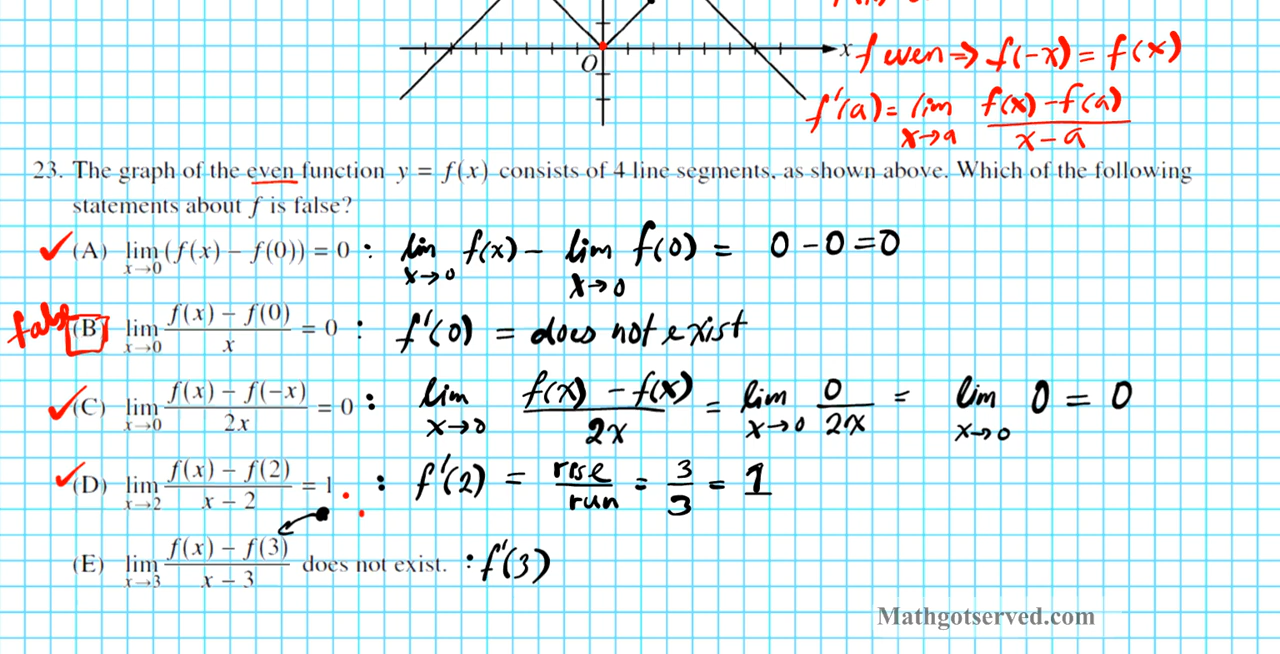 x
O
f even ⇒ f(-x) = f(x)
f'(a) = lim x→a f(x) - f(a) / x - a
23. The graph of the even function y = f(x) consists of 4 line segments, as shown above. Which of the following
statements about f is false?
✓ (A) lim x→0 (f(x) − f(0)) = 0 : lim x→0 f(x) - lim x→0 f(0) = 0 - 0 = 0
false (B) lim x→0 f(x) − f(0) / x = 0 : f'(0) = does not exist
✓ (C) lim x→0 f(x) − f(−x) / 2x = 0 : lim x→0 f(x) - f(x) / 2x = lim x→0 0 / 2x = lim x→0 0 = 0
✓ (D) lim x→2 f(x) − f(2) / x − 2 = 1. : f'(2) = rise / run = 3 / 3 = 1
(E) lim x→3 f(x) − f(3) / x − 3 does not exist. : f'(3)
Mathgotserved.com